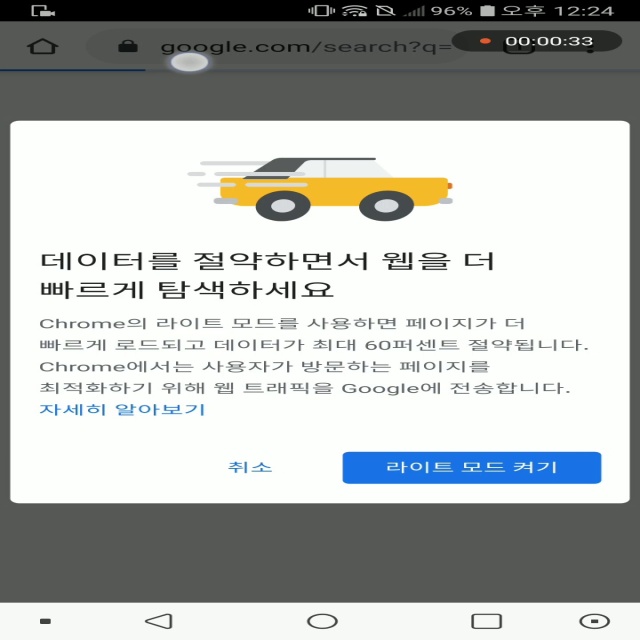 96% 오후 12:24
google.com/search?q=
00:00:33
데이터를 절약하면서 웹을 더
빠르게 탐색하세요
Chrome의 라이트 모드를 사용하면 페이지가 더
빠르게 로드되고 데이터가 최대 60퍼센트 절약됩니다.
Chrome에서는 사용자가 방문하는 페이지를
최적화하기 위해 웹 트래픽을 Google에 전송합니다.
자세히 알아보기
취소
라이트 모드 켜기